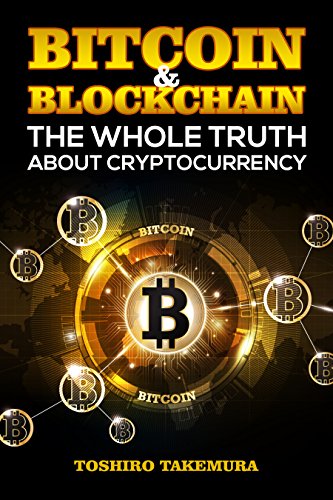 BITCOIN
&
BLOCKCHAIN
THE WHOLE TRUTH
ABOUT CRYPTOCURRENCY
BITCOIN
BITCOIN
TOSHIRO TAKEMURA